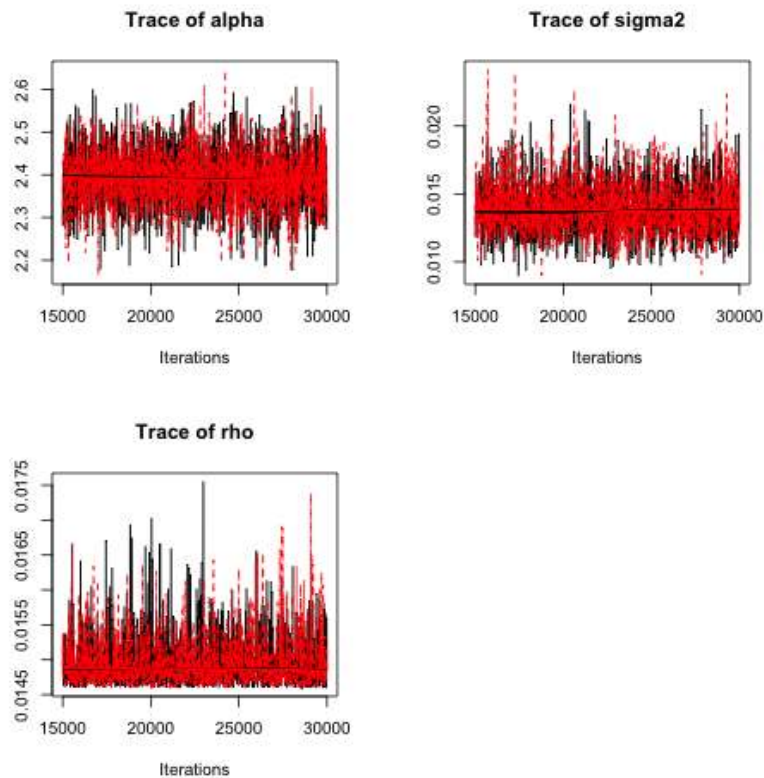 Trace of alpha
2.6
2.5
2.4
2.3
2.2
15000 20000 25000 30000
Iterations
Trace of sigma2
0.020
0.015
0.010
15000 20000 25000 30000
Iterations
Trace of rho
0.0175
0.0165
0.0155
0.0145
15000 20000 25000 30000
Iterations